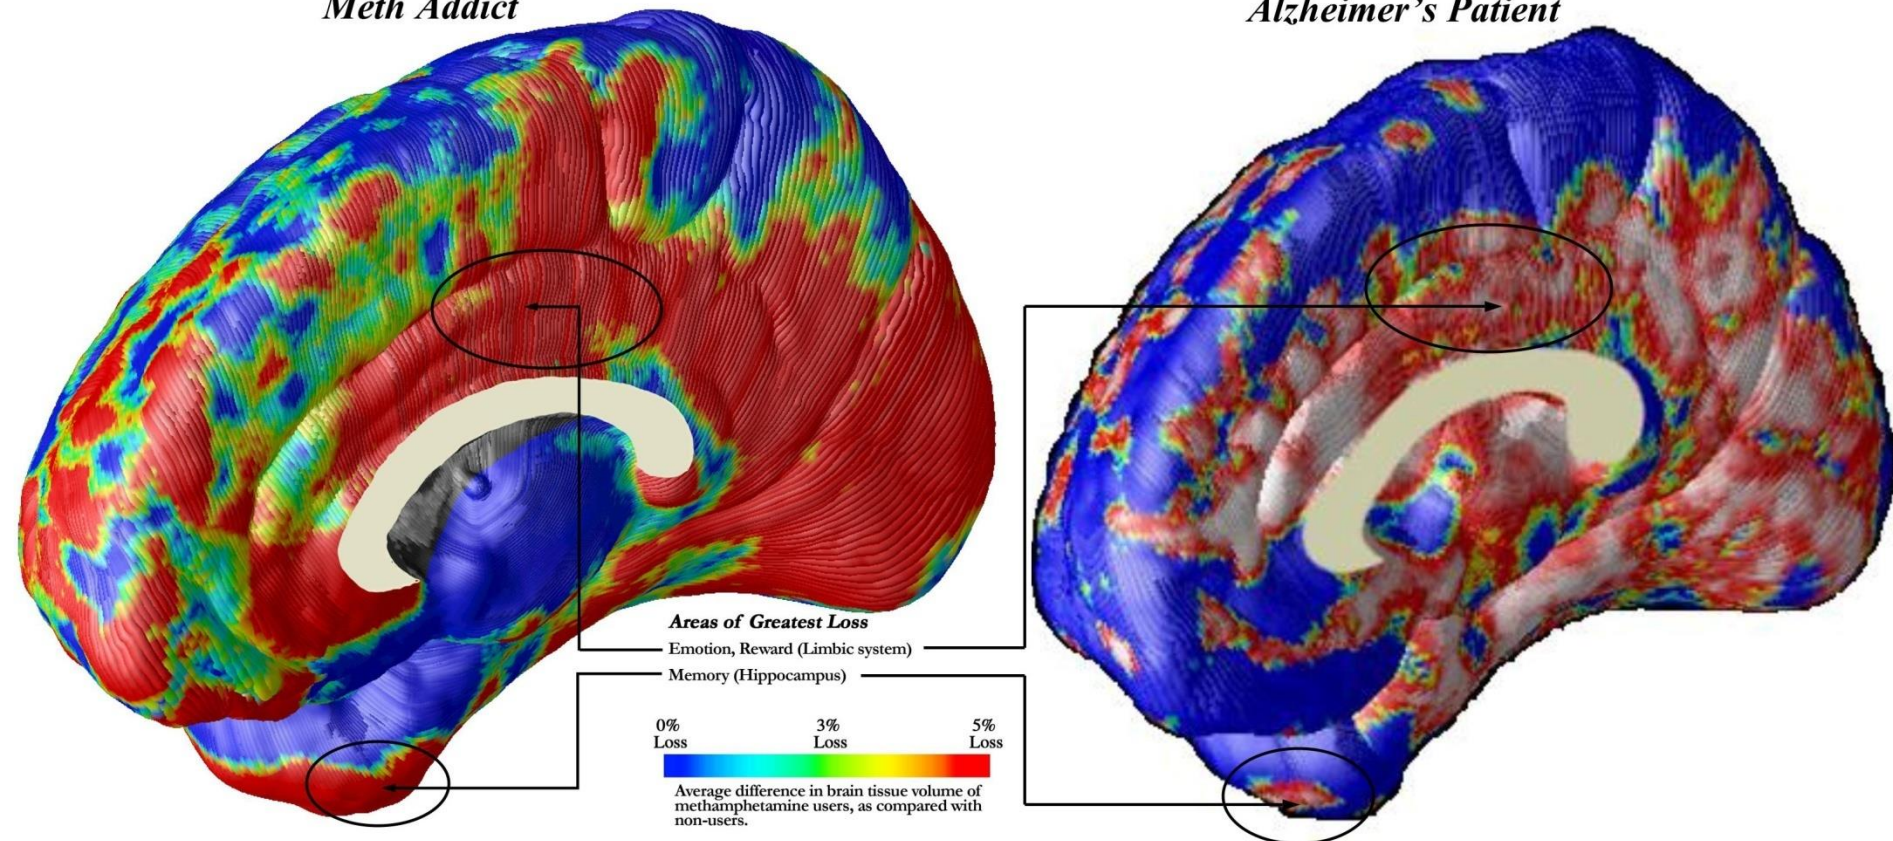 Meth Addict
Alzheimer's Patient
Areas of Greatest Loss
Emotion, Reward (Limbic system)
Memory (Hippocampus)
0% 3% 5%
Loss Loss Loss
Average difference in brain tissue volume of
methamphetamine users, as compared with
non-users.